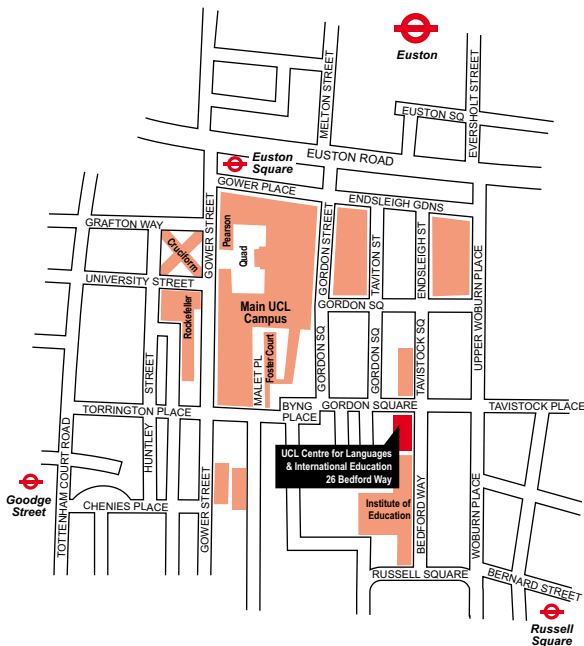 Euston
MELTON STREET
EVERSHOLT STREET
EUSTON SQ
EUSTON ROAD
Euston
Square
GOWER PLACE
ENDSLEIGH GDNS
GRAFTON WAY
GOWER STREET
Cruciform
Pearson
Quad
GORDON STREET
TAVITON ST
ENDSLEIGH ST
UPPER WOBURN PLACE
UNIVERSITY STREET
Rockefeller
Main UCL
Campus
GORDON SQ
Foster Court
MALET PL
GORDON SQ
GORDON SQ
TAVISTOCK SQ
HUNTLEY STREET
TORRINGTON PLACE
BYNG
PLACE
GORDON SQUARE
TAVISTOCK PLACE
UCL Centre for Languages
& International Education
26 Bedford Way
TOTTENHAM COURT ROAD
Goodge
Street
CHENIES PLACE
GOWER STREET
Institute of
Education
BEDFORD WAY
WOBURN PLACE
RUSSELL SQUARE
BERNARD STREET
Russell
Square